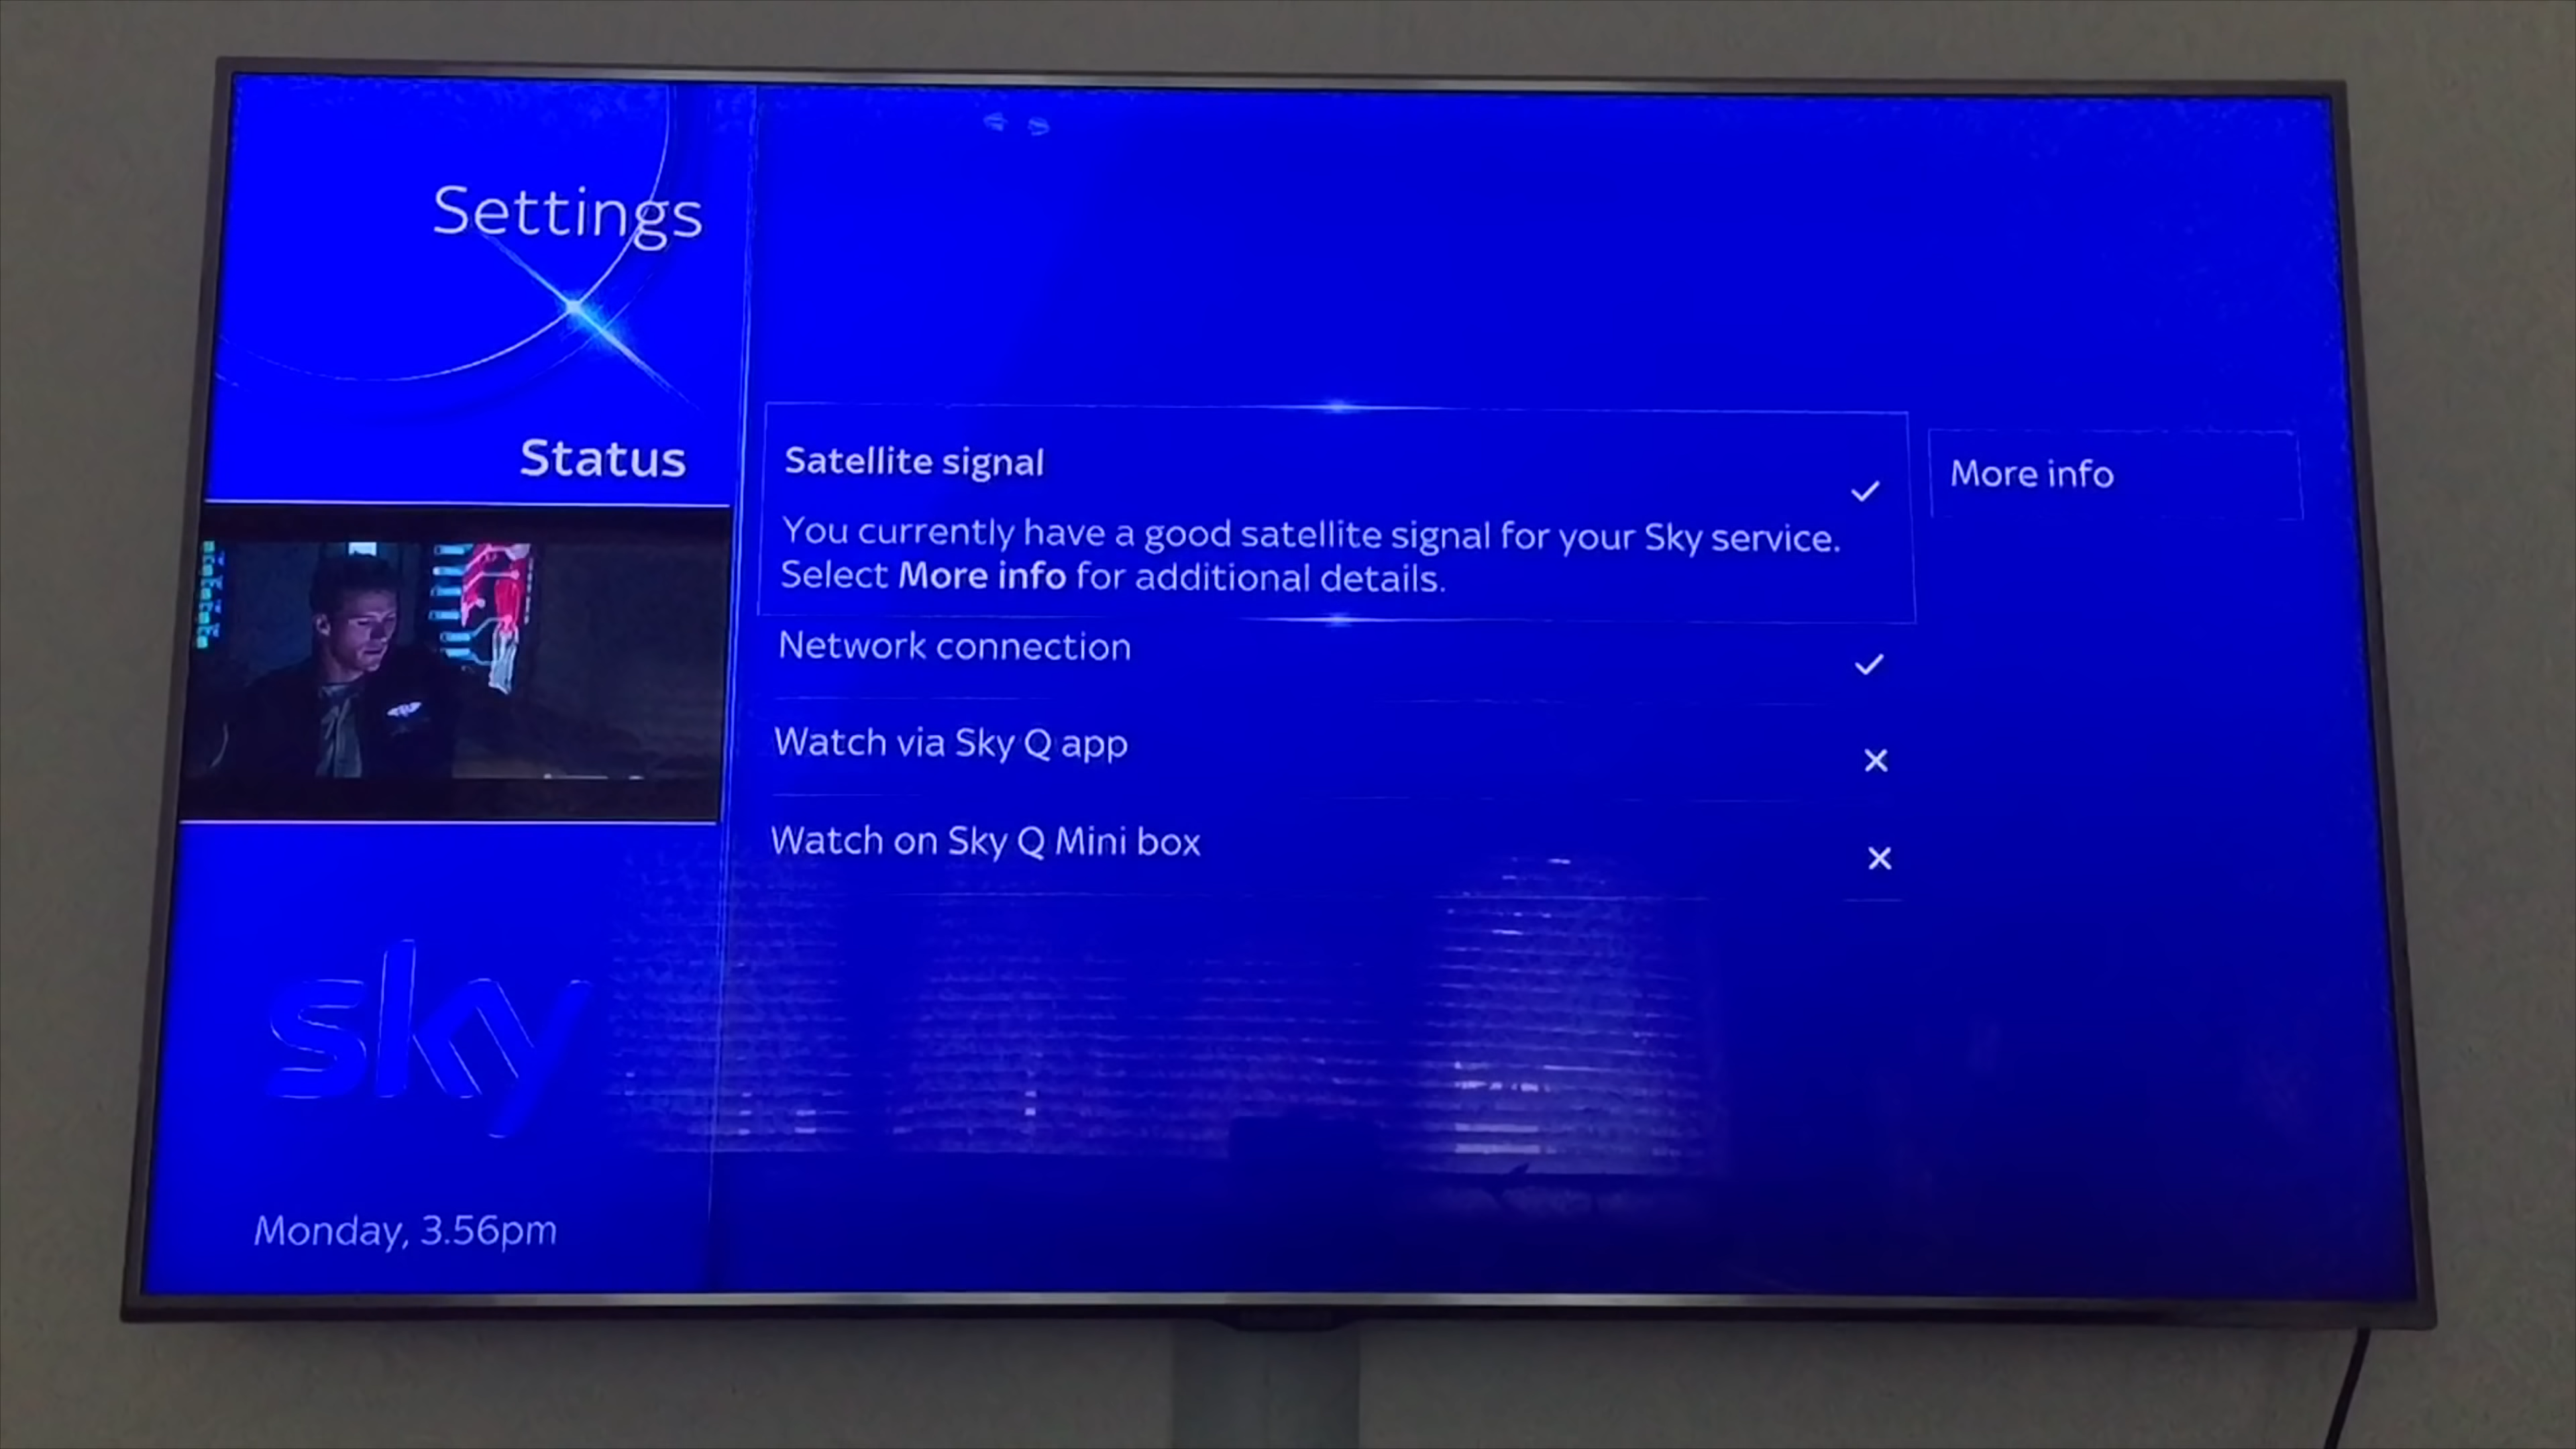 Settings
Status
Satellite signal
You currently have a good satellite signal for your Sky service.
Select More info for additional details.
More info
Network connection
Watch via Sky Q app
Watch on Sky Q Mini box
sky
Monday, 3.56pm